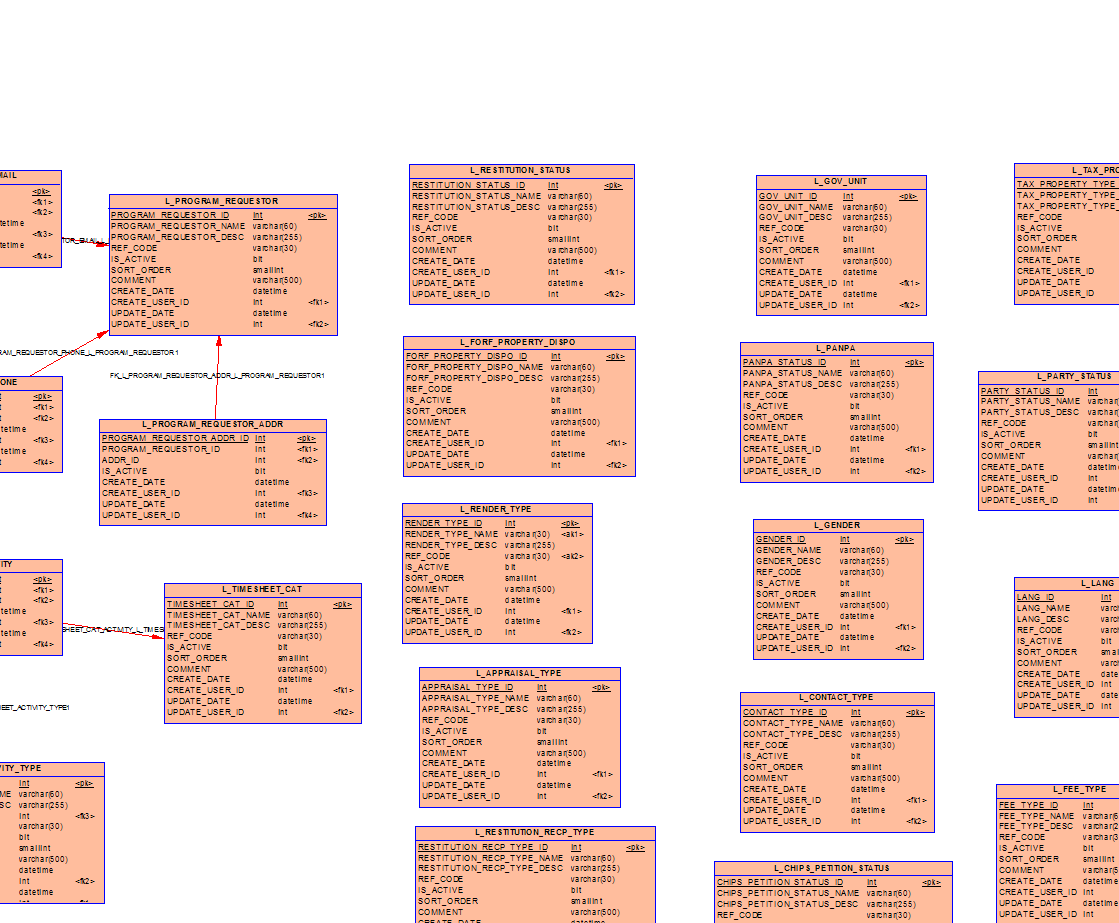 MAIL
<pk>
<fk1>
<fk2>
datetime
<fk3>
datetime
<fk4>
L_PROGRAM_REQUESTOR
PROGRAM_REQUESTOR_ID int <pk>
PROGRAM_REQUESTOR_NAME varchar(60)
PROGRAM_REQUESTOR_DESC varchar(255)
REF_CODE varchar(30)
IS_ACTIVE bit
SORT_ORDER smallint
COMMENT varchar(500)
CREATE_DATE datetime
CREATE_USER_ID int <fk1>
UPDATE_DATE datetime
UPDATE_USER_ID int <fk2>
RAM_REQUESTOR_PHONE_L_PROGRAM_REQUESTOR1
FK_L_PROGRAM_REQUESTOR_ADDR_L_PROGRAM_REQUESTOR1
ONE
<pk>
<fk1>
<fk2>
<fk3>
<fk4>
L_PROGRAM_REQUESTOR_ADDR
PROGRAM_REQUESTOR_ADDR_ID int <pk>
PROGRAM_REQUESTOR_ID int <fk1>
ADDR_ID int <fk2>
IS_ACTIVE bit
CREATE_DATE datetime
CREATE_USER_ID int <fk3>
UPDATE_DATE datetime
UPDATE_USER_ID int <fk4>
ITY
<pk>
<fk1>
<fk2>
<fk3>
<fk4>
SHEET_CAT_ACTIVITY_L_TIMES
L_TIMESHEET_CAT
TIMESHEET_CAT_ID int <pk>
TIMESHEET_CAT_NAME varchar(60)
TIMESHEET_CAT_DESC varchar(255)
REF_CODE varchar(30)
IS_ACTIVE bit
SORT_ORDER smallint
COMMENT varchar(500)
CREATE_DATE datetime
CREATE_USER_ID int <fk1>
UPDATE_DATE datetime
UPDATE_USER_ID int <fk2>
EET_ACTIVITY_TYPE1
VITY_TYPE
int <pk>
ME varchar(60)
SC varchar(255)
int <fk3>
varchar(30)
bit
smallint
varchar(500)
datetime
int <fk2>
datetime
L_RESTITUTION_STATUS
RESTITUTION_STATUS_ID int <pk>
RESTITUTION_STATUS_NAME varchar(60)
RESTITUTION_STATUS_DESC varchar(255)
REF_CODE varchar(30)
IS_ACTIVE bit
SORT_ORDER smallint
COMMENT varchar(500)
CREATE_DATE datetime
CREATE_USER_ID int <fk1>
UPDATE_DATE datetime
UPDATE_USER_ID int <fk2>
L_FORF_PROPERTY_DISPO
FORF_PROPERTY_DISPO_ID int <pk>
FORF_PROPERTY_DISPO_NAME varchar(60)
FORF_PROPERTY_DISPO_DESC varchar(255)
REF_CODE varchar(30)
IS_ACTIVE bit
SORT_ORDER smallint
COMMENT varchar(500)
CREATE_DATE datetime
CREATE_USER_ID int <fk1>
UPDATE_DATE datetime
UPDATE_USER_ID int <fk2>
L_RENDER_TYPE
RENDER_TYPE_ID int <pk>
RENDER_TYPE_NAME varchar(30) <ak1>
RENDER_TYPE_DESC varchar(255)
REF_CODE varchar(30) <ak2>
IS_ACTIVE bit
SORT_ORDER smallint
COMMENT varchar(500)
CREATE_DATE datetime
CREATE_USER_ID int <fk1>
UPDATE_DATE datetime
UPDATE_USER_ID int <fk2>
L_APPRAISAL_TYPE
APPRAISAL_TYPE_ID int <pk>
APPRAISAL_TYPE_NAME varchar(60)
APPRAISAL_TYPE_DESC varchar(255)
REF_CODE varchar(30)
IS_ACTIVE bit
SORT_ORDER smallint
COMMENT varchar(500)
CREATE_DATE datetime
CREATE_USER_ID int <fk1>
UPDATE_DATE datetime
UPDATE_USER_ID int <fk2>
L_RESTITUTION_RECP_TYPE
RESTITUTION_RECP_TYPE_ID int <pk>
RESTITUTION_RECP_TYPE_NAME varchar(60)
RESTITUTION_RECP_TYPE_DESC varchar(255)
REF_CODE varchar(30)
IS_ACTIVE bit
SORT_ORDER smallint
COMMENT varchar(500)
CREATE_DATE datetime
L_GOV_UNIT
GOV_UNIT_ID int <pk>
GOV_UNIT_NAME varchar(60)
GOV_UNIT_DESC varchar(255)
REF_CODE varchar(30)
IS_ACTIVE bit
SORT_ORDER smallint
COMMENT varchar(500)
CREATE_DATE datetime
CREATE_USER_ID int <fk1>
UPDATE_DATE datetime
UPDATE_USER_ID int <fk2>
L_PANPA
PANPA_STATUS_ID int <pk>
PANPA_STATUS_NAME varchar(60)
PANPA_STATUS_DESC varchar(255)
REF_CODE varchar(30)
IS_ACTIVE bit
SORT_ORDER smallint
COMMENT varchar(500)
CREATE_DATE datetime
CREATE_USER_ID int <fk1>
UPDATE_DATE datetime
UPDATE_USER_ID int <fk2>
L_GENDER
GENDER_ID int <pk>
GENDER_NAME varchar(60)
GENDER_DESC varchar(255)
REF_CODE varchar(30)
IS_ACTIVE bit
SORT_ORDER smallint
COMMENT varchar(500)
CREATE_DATE datetime
CREATE_USER_ID int <fk1>
UPDATE_DATE datetime
UPDATE_USER_ID int <fk2>
L_CONTACT_TYPE
CONTACT_TYPE_ID int <pk>
CONTACT_TYPE_NAME varchar(60)
CONTACT_TYPE_DESC varchar(255)
REF_CODE varchar(30)
IS_ACTIVE bit
SORT_ORDER smallint
COMMENT varchar(500)
CREATE_DATE datetime
CREATE_USER_ID int <fk1>
UPDATE_DATE datetime
UPDATE_USER_ID int <fk2>
L_CHIPS_PETITION_STATUS
CHIPS_PETITION_STATUS_ID int <pk>
CHIPS_PETITION_STATUS_NAME varchar(60)
CHIPS_PETITION_STATUS_DESC varchar(255)
REF_CODE varchar(30)
L_TAX_PRO
TAX_PROPERTY_TYPE_
TAX_PROPERTY_TYPE_
TAX_PROPERTY_TYPE_
REF_CODE
IS_ACTIVE
SORT_ORDER
COMMENT
CREATE_DATE
CREATE_USER_ID
UPDATE_DATE
UPDATE_USER_ID
L_PARTY_STATUS
PARTY_STATUS_ID int
PARTY_STATUS_NAME varchar(
PARTY_STATUS_DESC varchar(
REF_CODE varchar(
IS_ACTIVE bit
SORT_ORDER smallint
COMMENT varchar(
CREATE_DATE datetime
CREATE_USER_ID int
UPDATE_DATE datetime
UPDATE_USER_ID int
L_LANG
LANG_ID int
LANG_NAME varch
LANG_DESC varch
REF_CODE varch
IS_ACTIVE bit
SORT_ORDER smal
COMMENT varch
CREATE_DATE date
CREATE_USER_ID int
UPDATE_DATE date
UPDATE_USER_ID int
L_FEE_TYPE
FEE_TYPE_ID int
FEE_TYPE_NAME varchar(6
FEE_TYPE_DESC varchar(2
REF_CODE varchar(3
IS_ACTIVE bit
SORT_ORDER smallint
COMMENT varchar(5
CREATE_DATE datetime
CREATE_USER_ID int
UPDATE_DATE datetime
UPDATE_USER_ID int